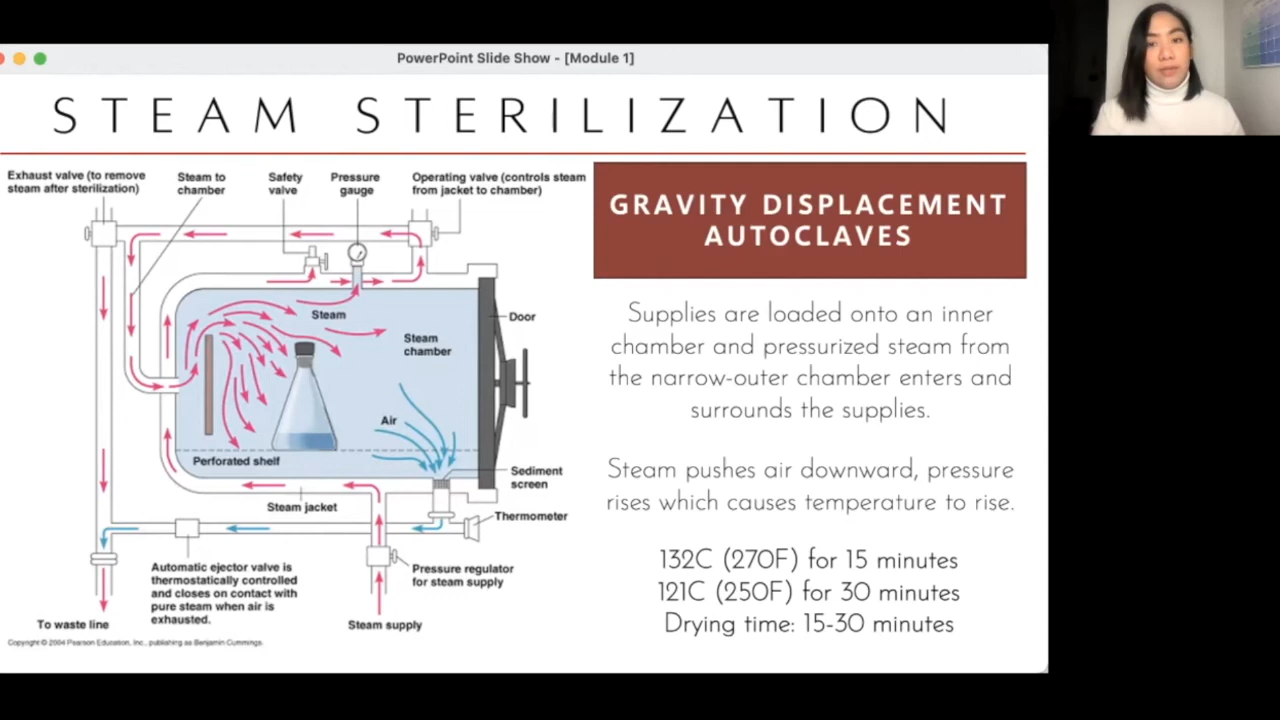 PowerPoint Slide Show - [Module 1]
STEAM STERILIZATION
Exhaust valve (to remove
steam after sterilization)
Steam to
chamber
Safety
valve
Pressure
gauge
Operating valve (controls steam
from jacket to chamber)
GRAVITY DISPLACEMENT
AUTOCLAVES
Steam
Door
Steam
chamber
Air
Perforated shelf
Sediment
screen
Steam jacket
Thermometer
Automatic ejector valve is
thermostatically controlled
and closes on contact with
pure steam when air is
exhausted.
Pressure regulator
for steam supply
To waste line
Steam supply
Copyright © 2004 Pearson Education, Inc., publishing as Benjamin Cummings.
Supplies are loaded onto an inner
chamber and pressurized steam from
the narrow-outer chamber enters and
surrounds the supplies.
Steam pushes air downward, pressure
rises which causes temperature to rise.
132C (270F) for 15 minutes
121C (250F) for 30 minutes
Drying time: 15-30 minutes